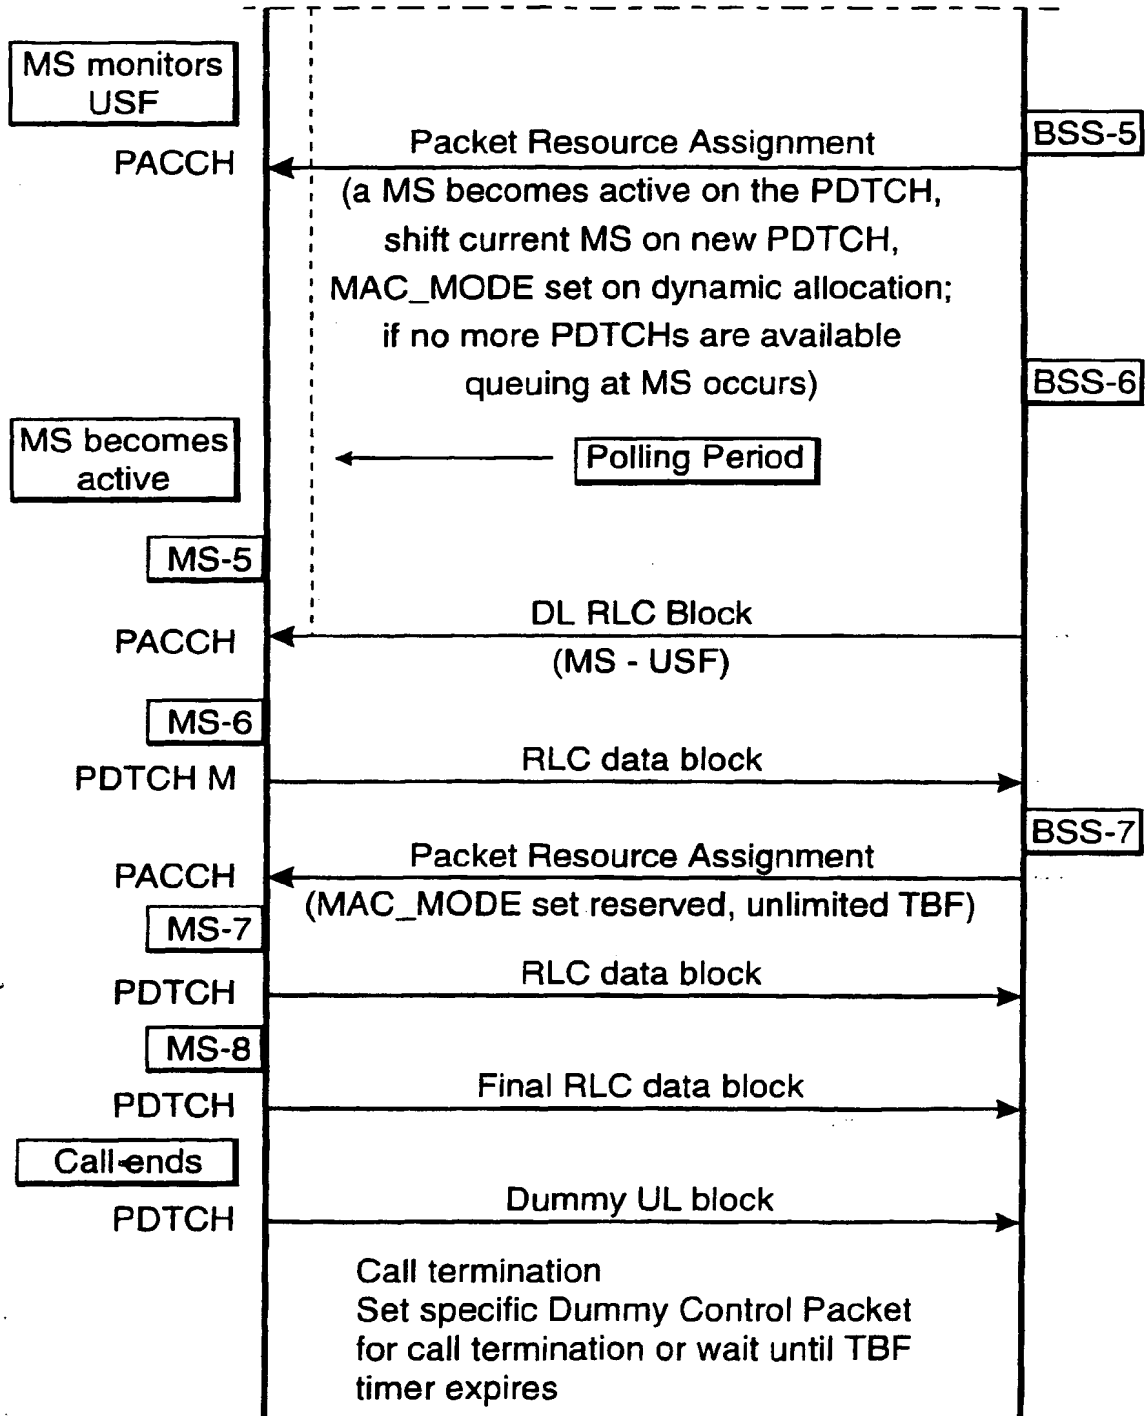 MS monitors
USF
BSS-5
Packet Resource Assignment
PACCH
(a MS becomes active on the PDTCH,
shift current MS on new PDTCH,
MAC_MODE set on dynamic allocation;
if no more PDTCHs are available
queuing at MS occurs)
BSS-6
MS becomes
active
Polling Period
MS-5
DL RLC Block
PACCH
(MS - USF)
MS-6
RLC data block
PDTCH M
BSS-7
Packet Resource Assignment
PACCH
(MAC_MODE set reserved, unlimited TBF)
MS-7
RLC data block
PDTCH
MS-8
Final RLC data block
PDTCH
Call ends
Dummy UL block
PDTCH
Call termination
Set specific Dummy Control Packet
for call termination or wait until TBF
timer expires